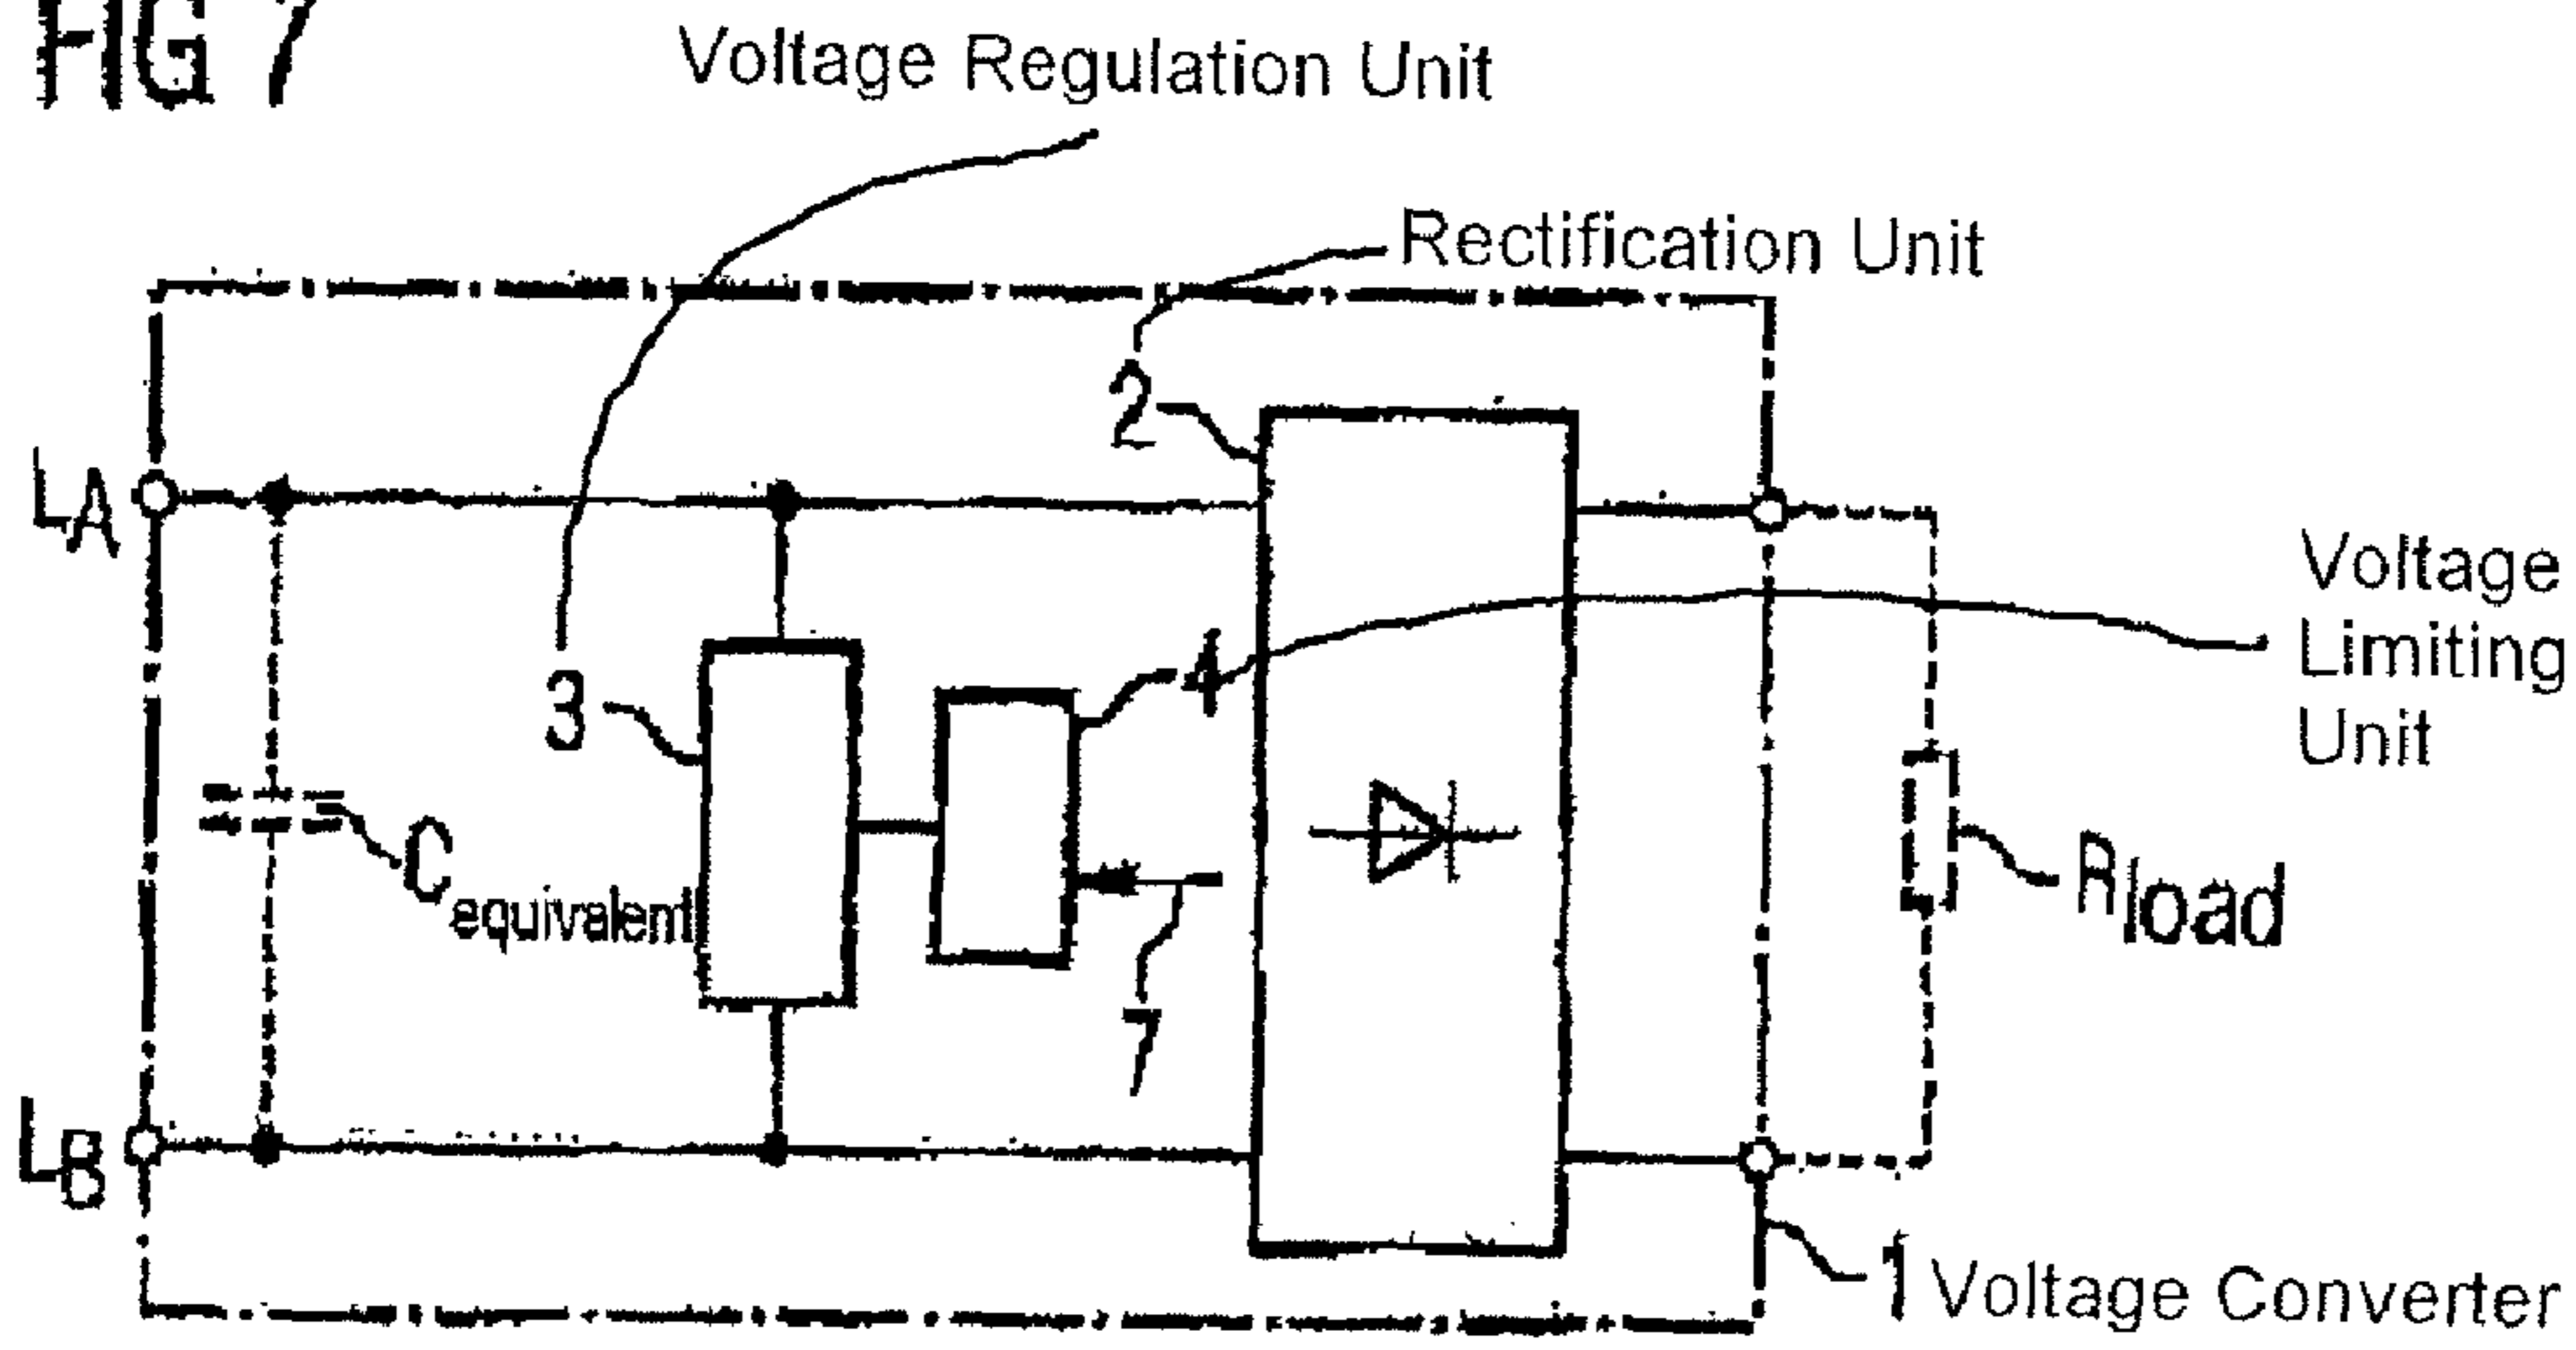 FIG 7
Voltage Regulation Unit
Rectification Unit
2
LA
Voltage
Limiting
Unit
3
4
Cequivalent
Rload
7
LB
1 Voltage Converter